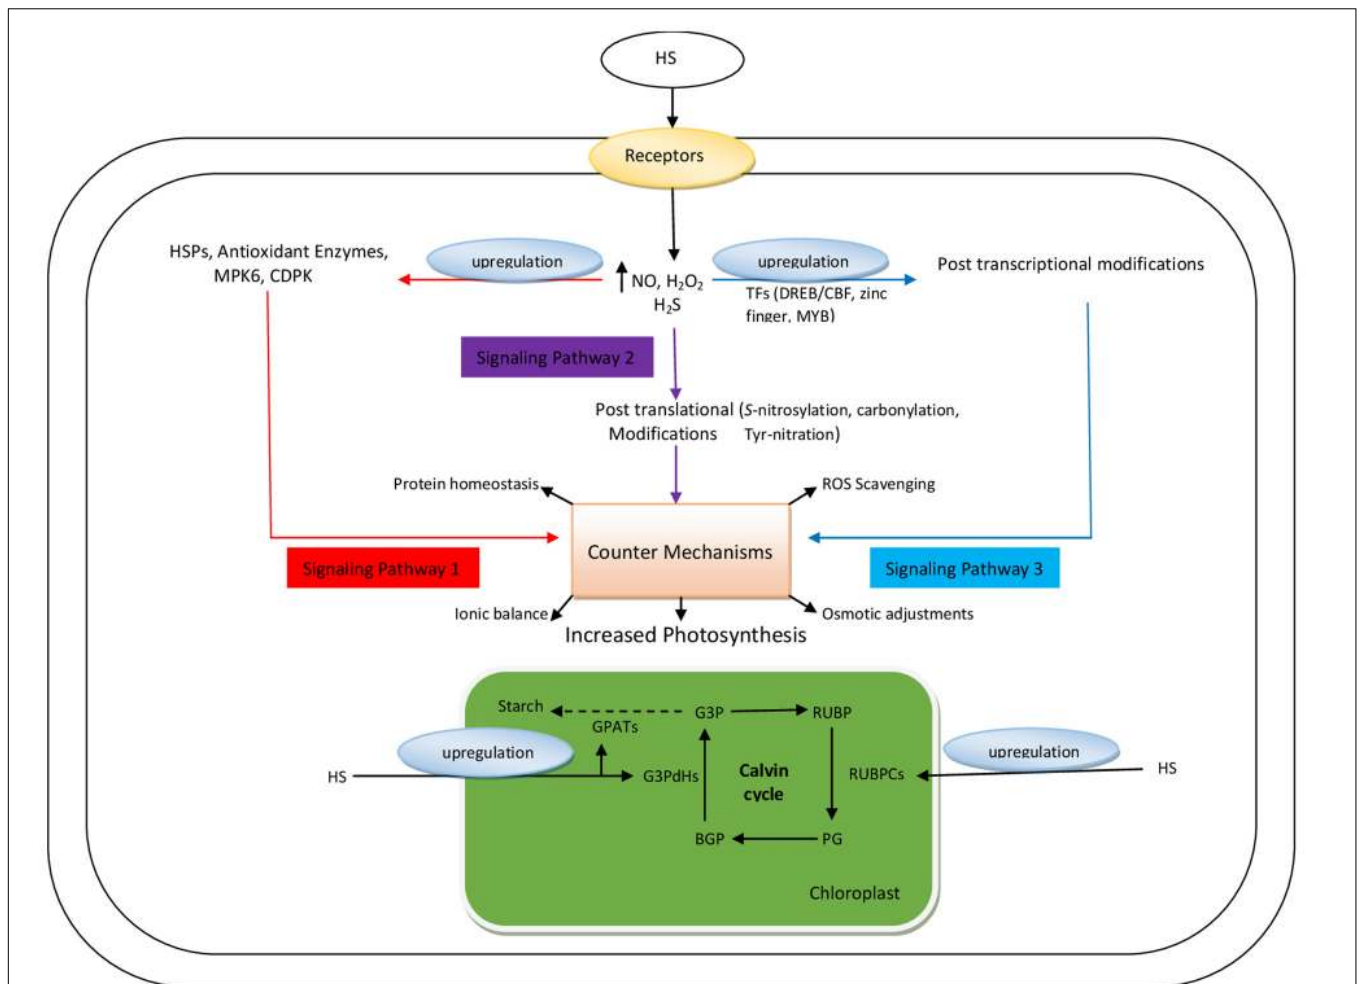 HS
Receptors
HSPs, Antioxidant Enzymes,
MPK6, CDPK
upregulation
NO, H₂O₂
H₂S
upregulation
TFs (DREB/CBF, zinc
finger, MYB)
Post transcriptional modifications
Signaling Pathway 2
Post translational (S-nitrosylation, carbonylation,
Modifications Tyr-nitration)
Protein homeostasis
ROS Scavenging
Counter Mechanisms
Signaling Pathway 1
Signaling Pathway 3
Ionic balance
Osmotic adjustments
Increased Photosynthesis
Starch
G3P
RUBP
GPATs
upregulation
upregulation
HS
G3PdHs
Calvin
cycle
RUBPCs
HS
BGP
PG
Chloroplast